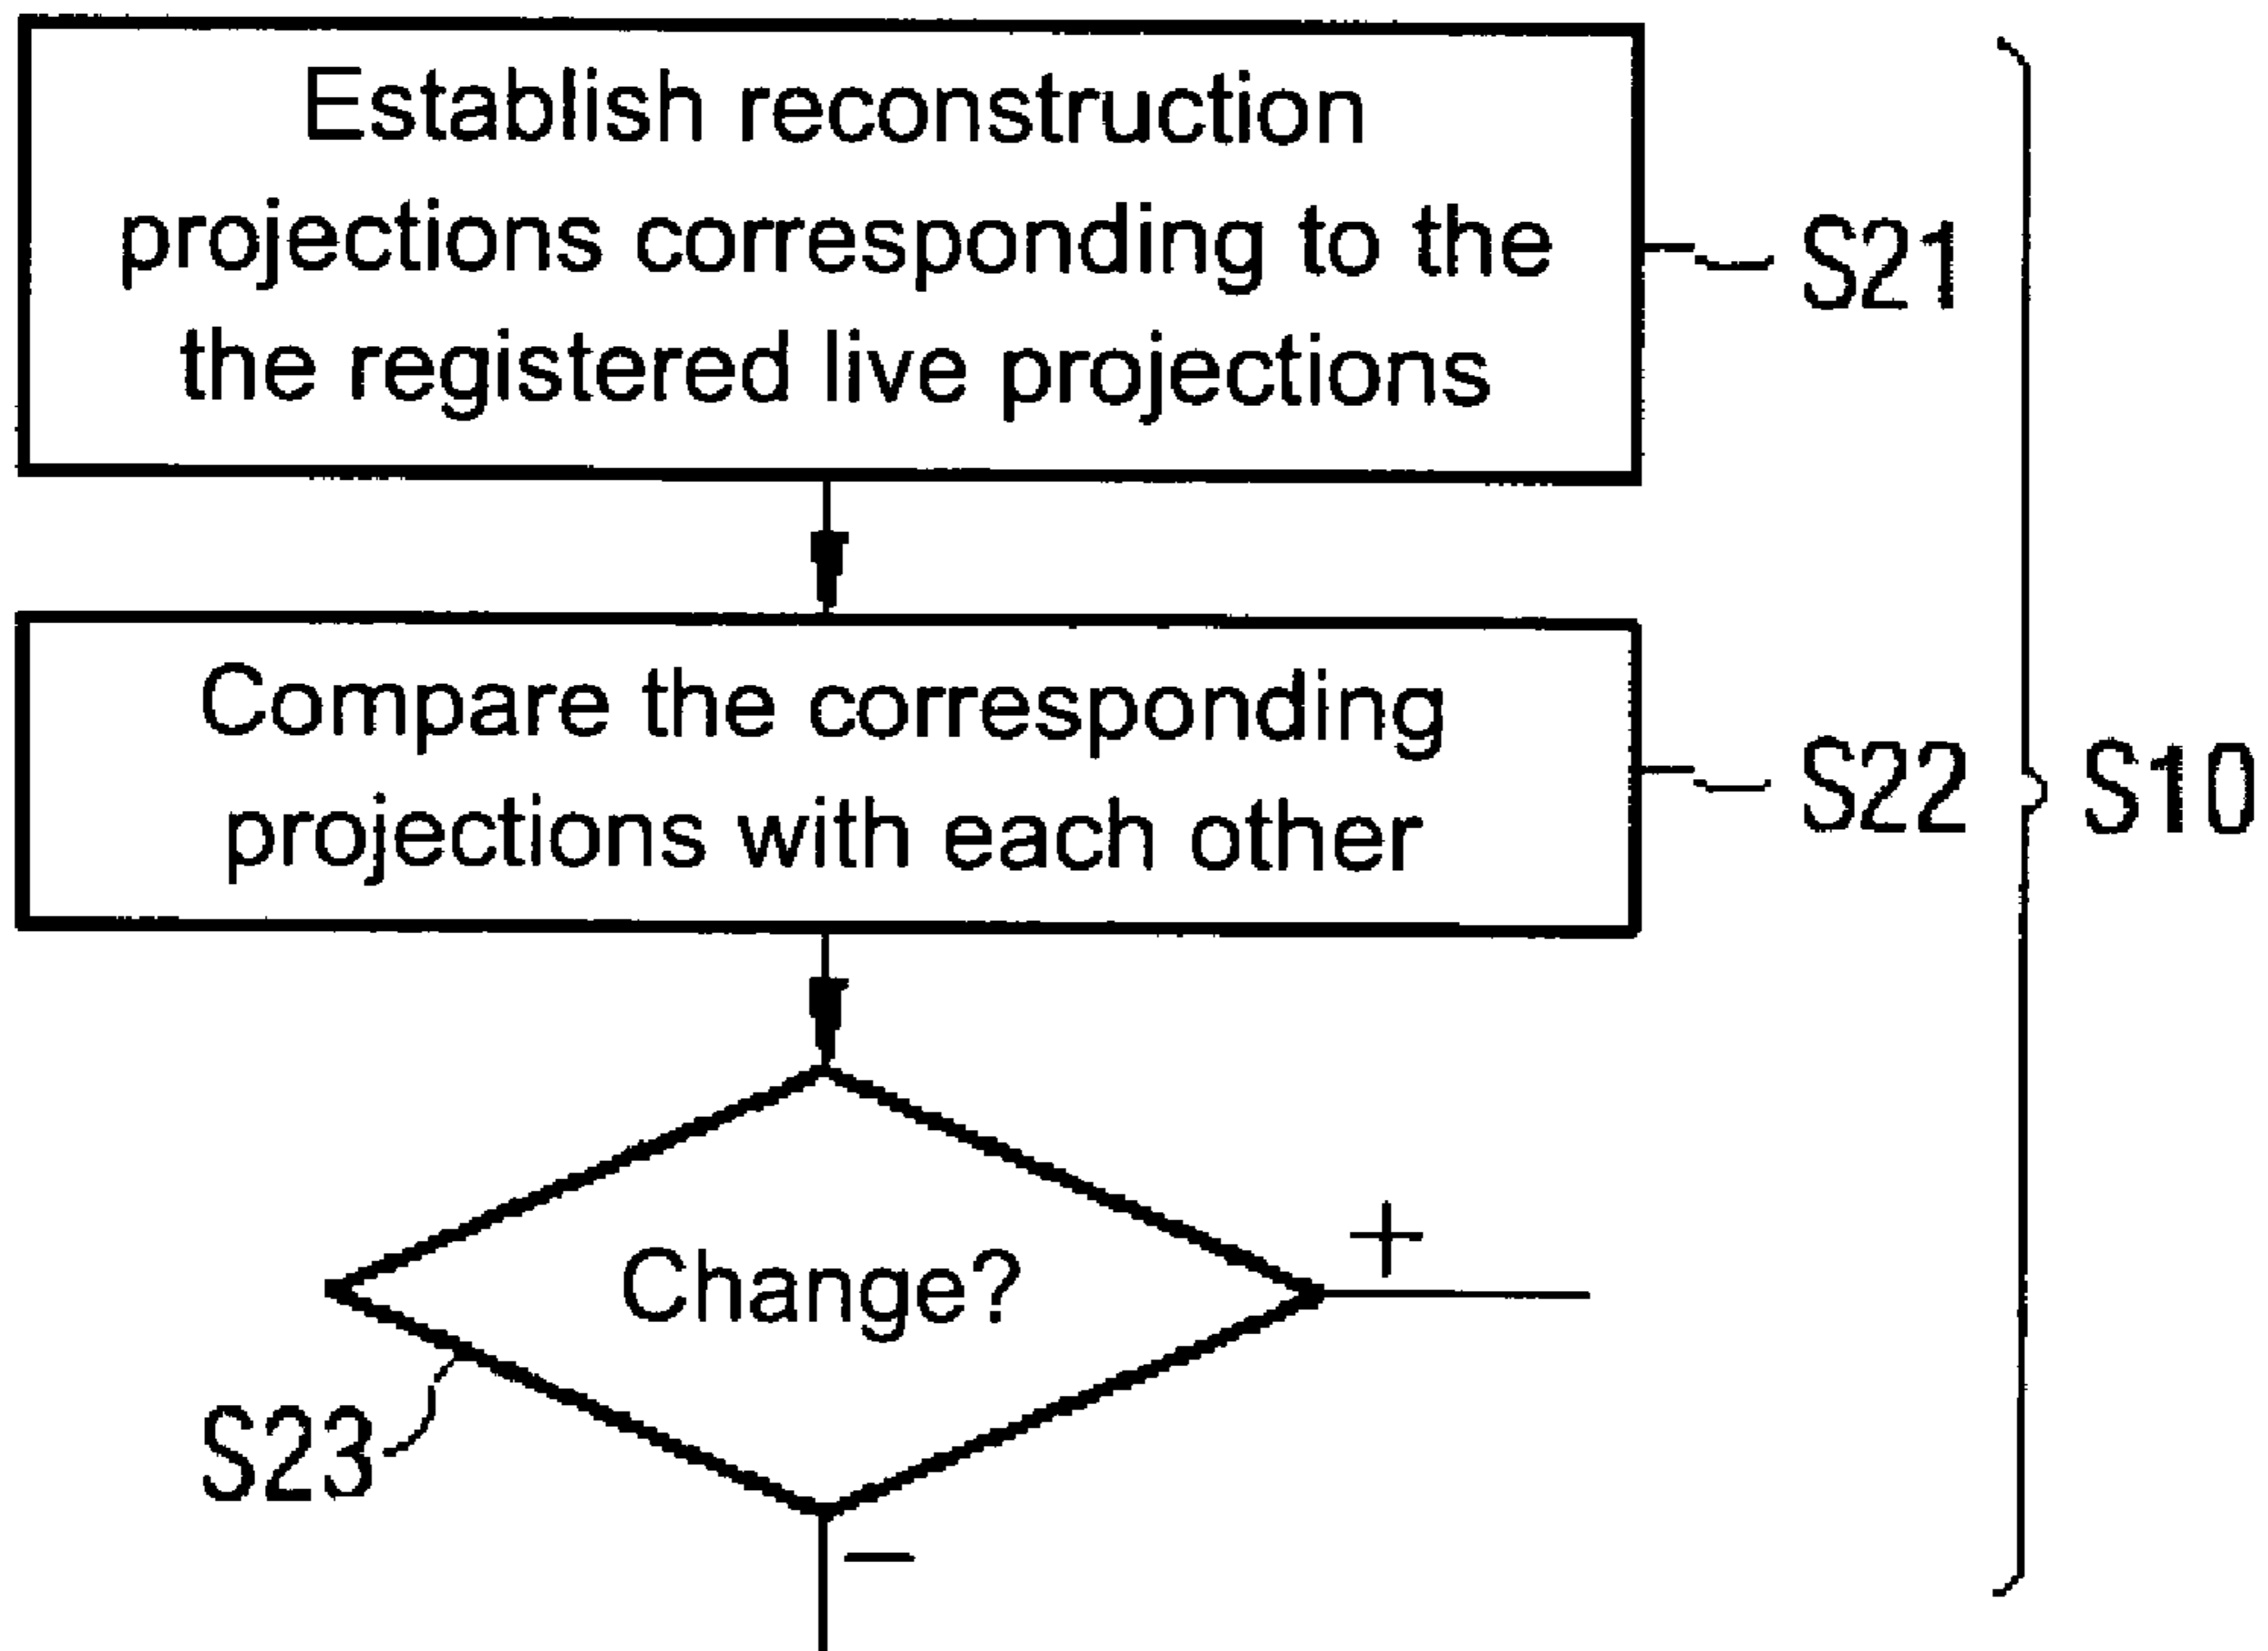 Establish reconstruction
projections corresponding to the
the registered live projections
S21
Compare the corresponding
projections with each other
S22
S10
Change?
+
S23
−